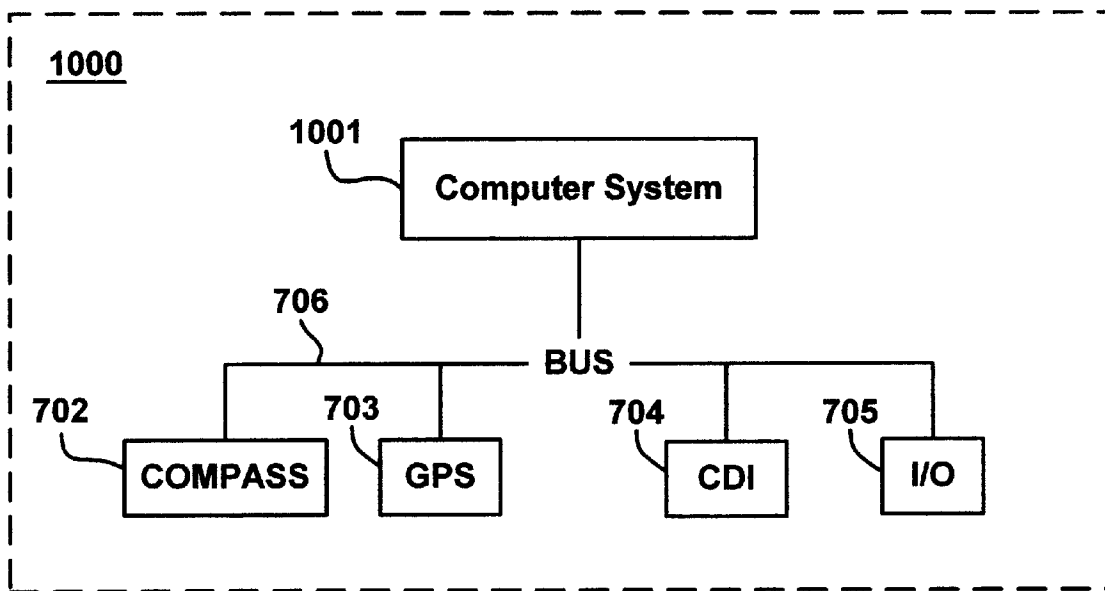 1000
1001
Computer System
706
BUS
702
703
704
705
COMPASS
GPS
CDI
I/O